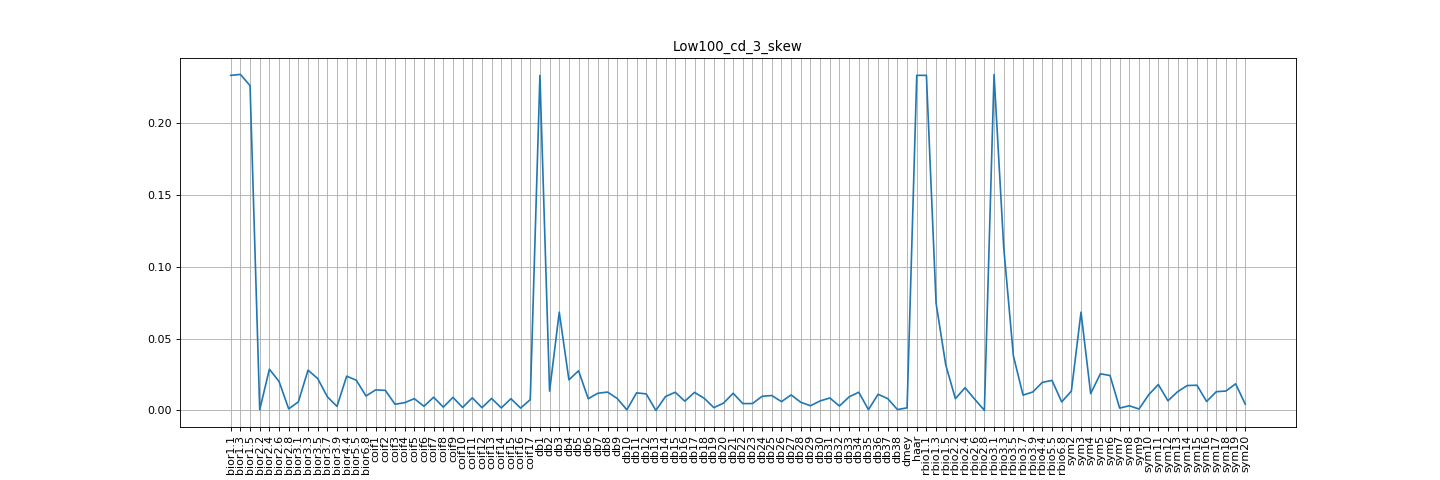 Low100_cd_3_skew
0.20
0.15
0.10
0.05
0.00
bior1.1
bior1.3
bior1.5
bior2.2
bior2.4
bior2.6
bior2.8
bior3.1
bior3.3
bior3.5
bior3.7
bior3.9
bior4.4
bior5.5
bior6.8
coif1
coif2
coif3
coif4
coif5
coif6
coif7
coif8
coif9
coif10
coif11
coif12
coif13
coif14
coif15
coif16
coif17
db1
db2
db3
db4
db5
db6
db7
db8
db9
db10
db11
db12
db13
db14
db15
db16
db17
db18
db19
db20
db21
db22
db23
db24
db25
db26
db27
db28
db29
db30
db31
db32
db33
db34
db35
db36
db37
db38
dmey
haar
rbio1.1
rbio1.3
rbio1.5
rbio2.2
rbio2.4
rbio2.6
rbio2.8
rbio3.1
rbio3.3
rbio3.5
rbio3.7
rbio3.9
rbio4.4
rbio5.5
rbio6.8
sym2
sym3
sym4
sym5
sym6
sym7
sym8
sym9
sym10
sym11
sym12
sym13
sym14
sym15
sym16
sym17
sym18
sym19
sym20